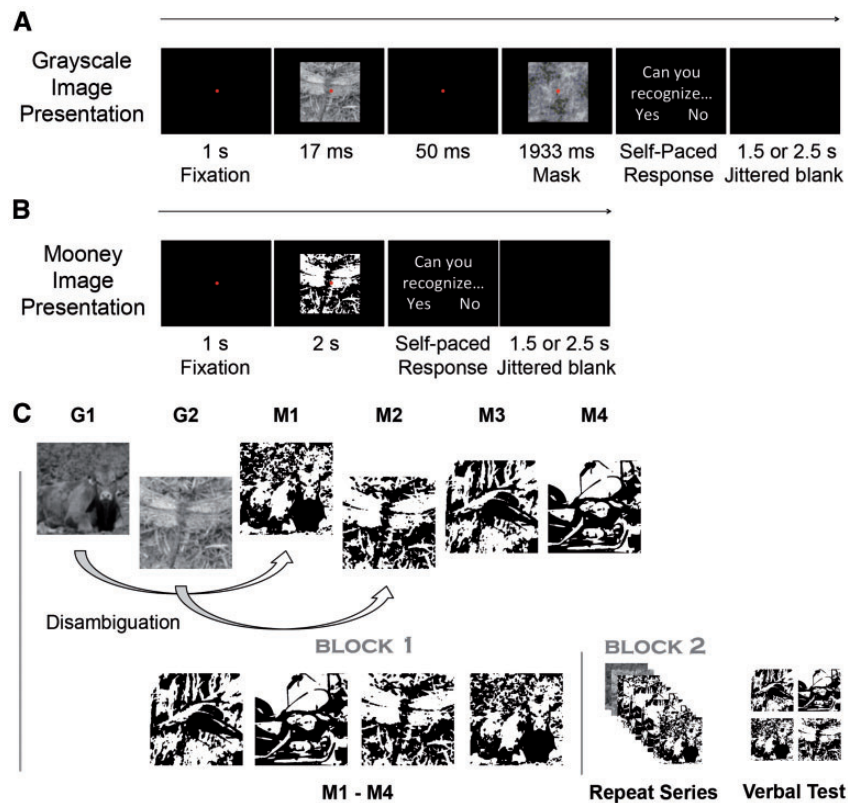 A
Grayscale
Image
Presentation
Can you
recognize...
Yes No
1 s
Fixation
17 ms
50 ms
1933 ms
Mask
Self-Paced
Response
1.5 or 2.5 s
Jittered blank
B
Mooney
Image
Presentation
Can you
recognize...
Yes No
1 s
Fixation
2 s
Self-paced
Response
1.5 or 2.5 s
Jittered blank
C
G1 G2 M1 M2 M3 M4
Disambiguation
BLOCK 1
BLOCK 2
M1 - M4
Repeat Series
Verbal Test